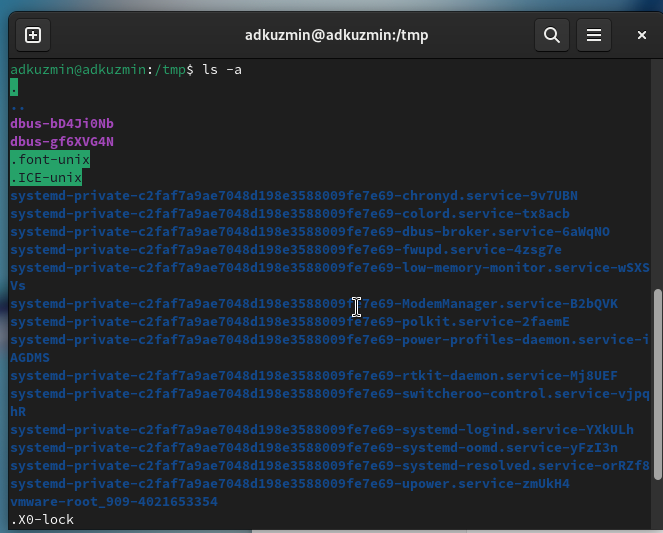 adkuzmin@adkuzmin:/tmp
adkuzmin@adkuzmin:/tmp$ ls -a
.
..
dbus-bD4Ji0Nb
dbus-gf6XVG4N
.font-unix
.ICE-unix
systemd-private-c2faf7a9ae7048d198e3588009fe7e69-chronyd.service-9v7UBN
systemd-private-c2faf7a9ae7048d198e3588009fe7e69-colord.service-tx8acb
systemd-private-c2faf7a9ae7048d198e3588009fe7e69-dbus-broker.service-6aWqNO
systemd-private-c2faf7a9ae7048d198e3588009fe7e69-fwupd.service-4zsg7e
systemd-private-c2faf7a9ae7048d198e3588009fe7e69-low-memory-monitor.service-wSXS
Vs
systemd-private-c2faf7a9ae7048d198e3588009fe7e69-ModemManager.service-B2bQVK
systemd-private-c2faf7a9ae7048d198e3588009fe7e69-polkit.service-2faemE
systemd-private-c2faf7a9ae7048d198e3588009fe7e69-power-profiles-daemon.service-i
AGDMS
systemd-private-c2faf7a9ae7048d198e3588009fe7e69-rtkit-daemon.service-Mj8UEF
systemd-private-c2faf7a9ae7048d198e3588009fe7e69-switcheroo-control.service-vjpq
hR
systemd-private-c2faf7a9ae7048d198e3588009fe7e69-systemd-logind.service-YXkULh
systemd-private-c2faf7a9ae7048d198e3588009fe7e69-systemd-oomd.service-yFzI3n
systemd-private-c2faf7a9ae7048d198e3588009fe7e69-systemd-resolved.service-orRZf8
systemd-private-c2faf7a9ae7048d198e3588009fe7e69-upower.service-zmUkH4
vmware-root_909-4021653354
.X0-lock